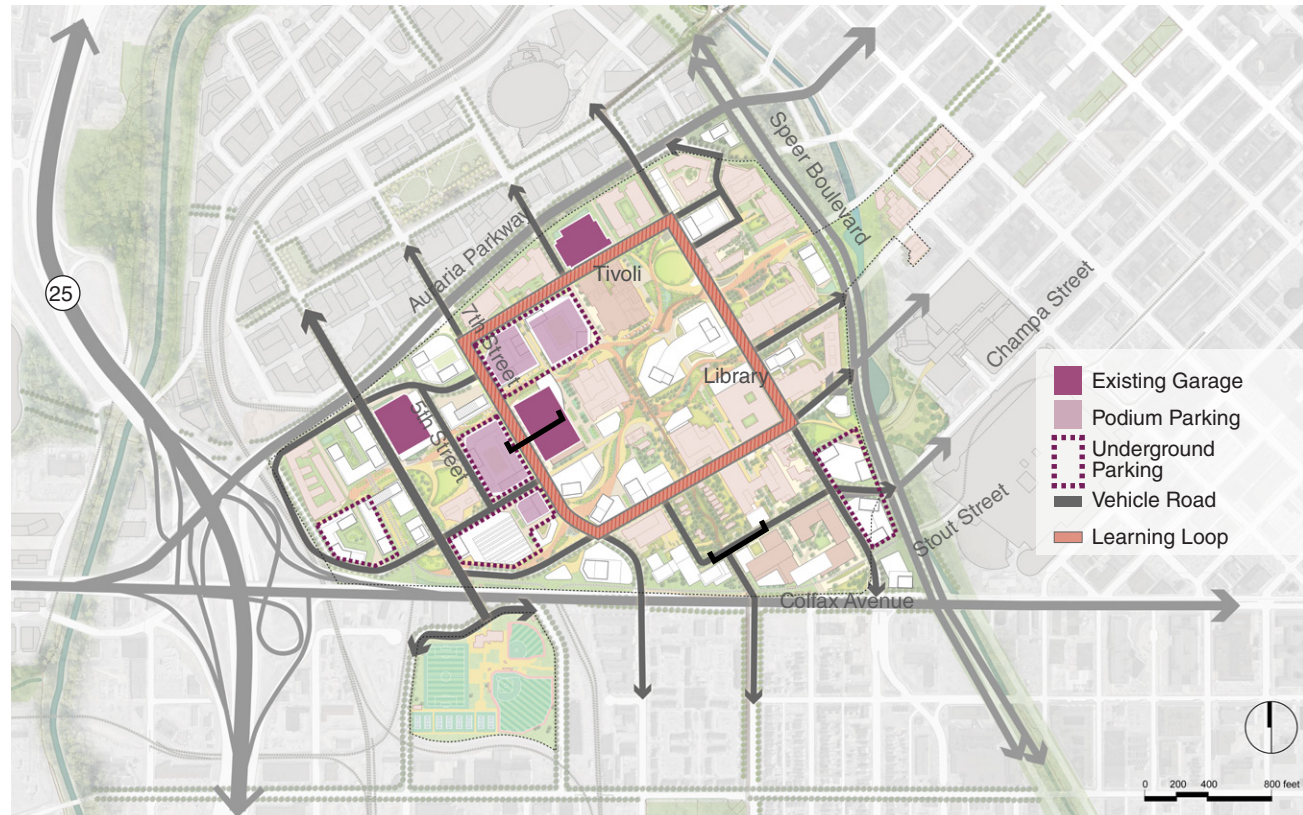 Speer Boulevard
Auraria Parkway
Tivoli
25
7th Street
Champa Street
Library
5th Street
Stout Street
Colfax Avenue
Existing Garage
Podium Parking
Underground
Parking
Vehicle Road
Learning Loop
0 200 400 800 feet